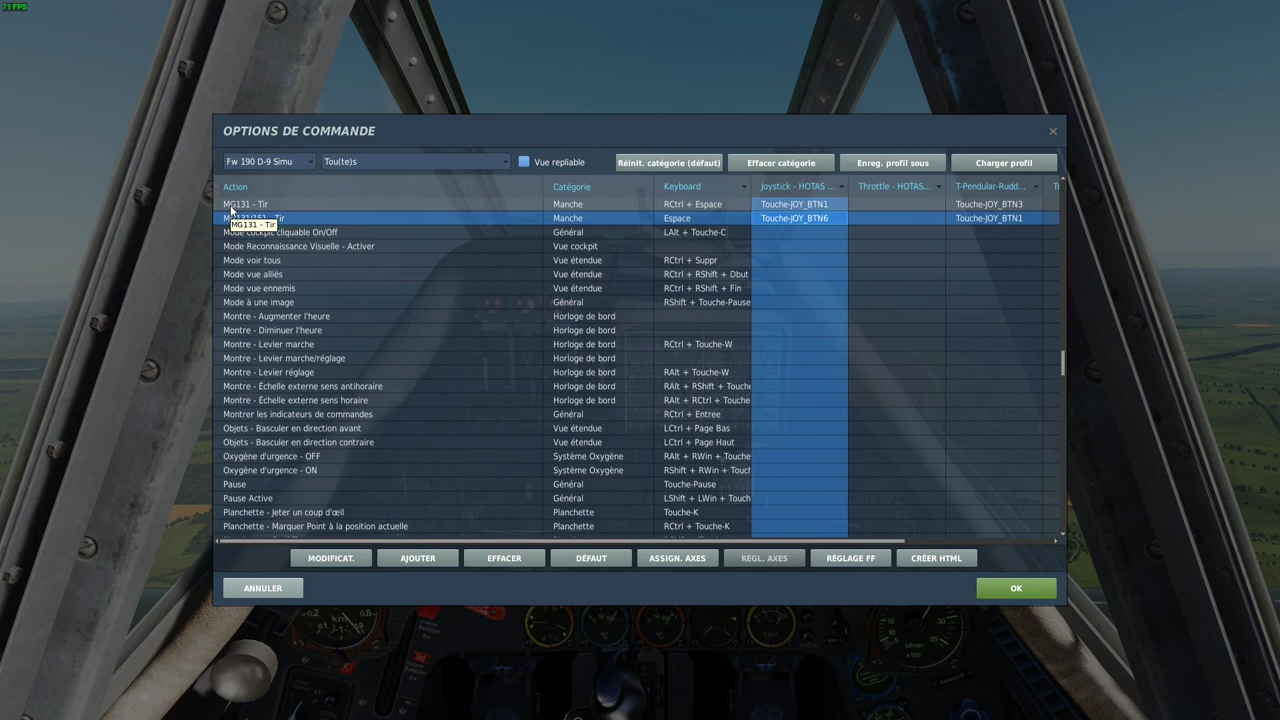 71 FPS
OPTIONS DE COMMANDE
Fw 190 D-9 Simu Tou(te)s Vue repliable Réinit. catégorie (défaut) Effacer catégorie Enreg. profil sous Charger profil
Action Catégorie Keyboard Joystick - HOTAS ... Throttle - HOTAS... T-Pendular-Rudd...
MG131 - Tir Manche RCtrl + Espace Touche-JOY_BTN1 Touche-JOY_BTN3
MG131/151 - Tir Manche Espace Touche-JOY_BTN6 Touche-JOY_BTN1
MG131 - Tir
Mode cockpit cliquable On/Off Général LAlt + Touche-C
Mode Reconnaissance Visuelle - Activer Vue cockpit
Mode voir tous Vue étendue RCtrl + Suppr
Mode vue alliés Vue étendue RCtrl + RShift + Dbut
Mode vue ennemis Vue étendue RCtrl + RShift + Fin
Mode à une image Général RShift + Touche-Pause
Montre - Augmenter l'heure Horloge de bord
Montre - Diminuer l'heure Horloge de bord
Montre - Levier marche Horloge de bord RCtrl + Touche-W
Montre - Levier marche/réglage Horloge de bord
Montre - Levier réglage Horloge de bord RAlt + Touche-W
Montre - Échelle externe sens antihoraire Horloge de bord RAlt + RShift + Touche
Montre - Échelle externe sens horaire Horloge de bord RAlt + RCtrl + Touche
Montrer les indicateurs de commandes Général RCtrl + Entree
Objets - Basculer en direction avant Vue étendue LCtrl + Page Bas
Objets - Basculer en direction contraire Vue étendue LCtrl + Page Haut
Oxygène d'urgence - OFF Système Oxygène RAlt + RWin + Touche
Oxygène d'urgence - ON Système Oxygène RShift + RWin + Touch
Pause Général Touche-Pause
Pause Active Général LShift + LWin + Touch
Planchette - Jeter un coup d'œil Planchette Touche-K
Planchette - Marquer Point à la position actuelle Planchette RCtrl + Touche-K
MODIFICAT. AJOUTER EFFACER DÉFAUT ASSIGN. AXES RÉGL. AXES RÉGLAGE FF CRÉER HTML
ANNULER OK